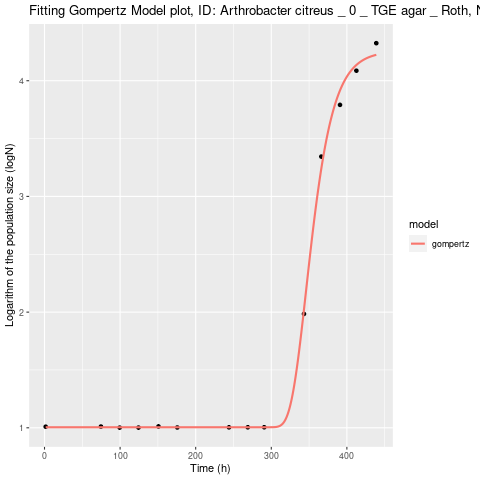 Fitting Gompertz Model plot, ID: Arthrobacter citreus _ 0 _ TGE agar _ Roth, N
4
3
2
1
0
100
200
300
400
Time (h)
Logarithm of the population size (logN)
model
gompertz